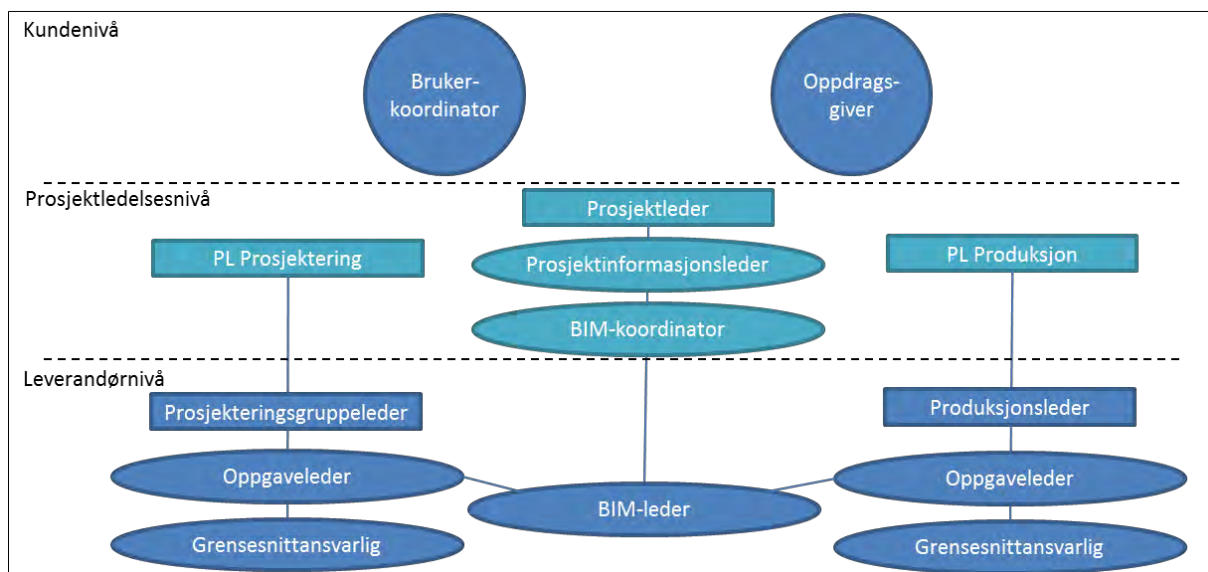 Kundenivå
Bruker-
koordinator
Oppdrags-
giver
Prosjektledelsesnivå
Prosjektleder
PL Prosjektering
Prosjektinformasjonsleder
PL Produksjon
BIM-koordinator
Leverandørnivå
Prosjekteringsgruppeleder
Produksjonsleder
Oppgaveleder
Oppgaveleder
BIM-leder
Grensesnittansvarlig
Grensesnittansvarlig